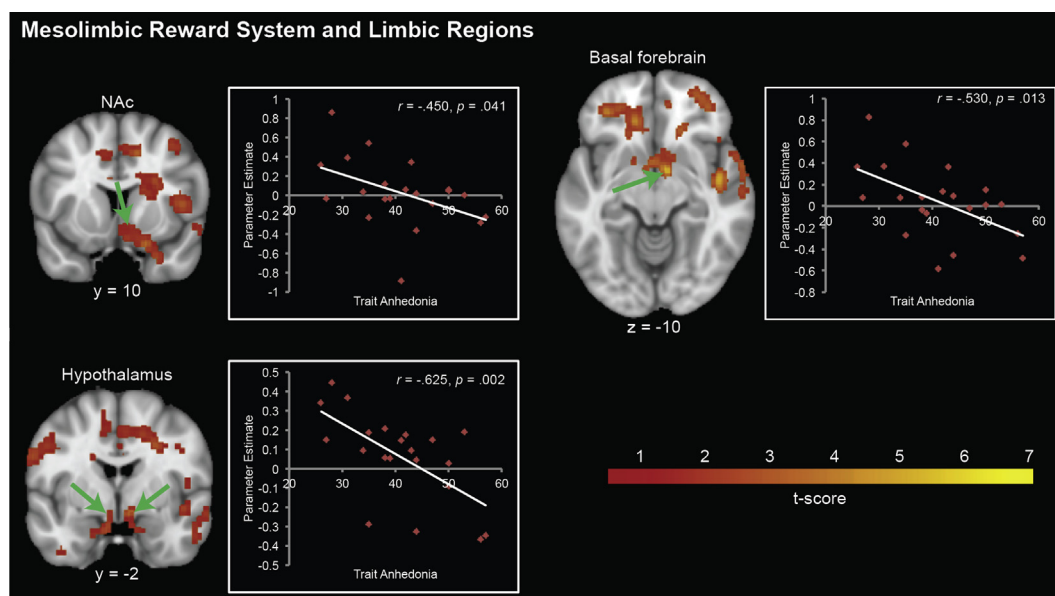 Mesolimbic Reward System and Limbic Regions
NAc
y = 10
r = -.450, p = .041
Parameter Estimate
1
0.8
0.6
0.4
0.2
0
-0.2
-0.4
-0.6
-0.8
-1
20 30 40 50 60
Trait Anhedonia
Basal forebrain
z = -10
r = -.530, p = .013
Parameter Estimate
1
0.8
0.6
0.4
0.2
0
-0.2
-0.4
-0.6
-0.8
20 30 40 50 60
Trait Anhedonia
Hypothalamus
y = -2
r = -.625, p = .002
Parameter Estimate
0.5
0.4
0.3
0.2
0.1
0
-0.1
-0.2
-0.3
-0.4
-0.5
20 30 40 50 60
Trait Anhedonia
1 2 3 4 5 6 7
t-score